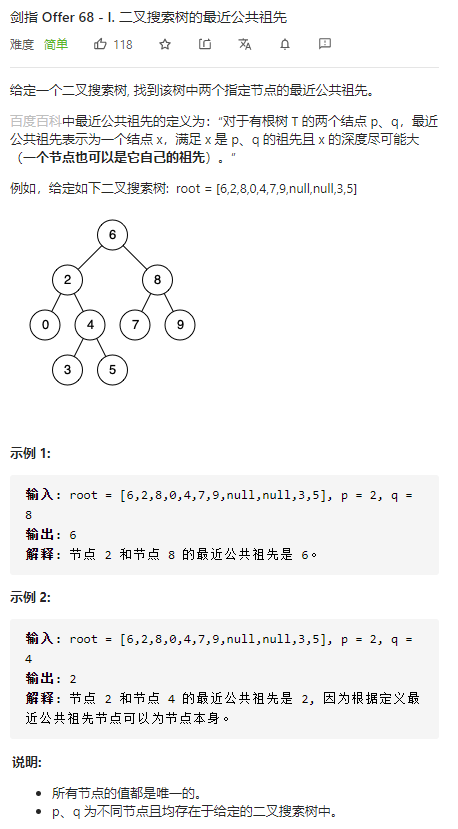 剑指 Offer 68 - I. 二叉搜索树的最近公共祖先
难度 简单 118
给定一个二叉搜索树, 找到该树中两个指定节点的最近公共祖先。
百度百科中最近公共祖先的定义为：“对于有根树 T 的两个结点 p、q，最近
公共祖先表示为一个结点 x，满足 x 是 p、q 的祖先且 x 的深度尽可能大
（一个节点也可以是它自己的祖先）。”
例如，给定如下二叉搜索树: root = [6,2,8,0,4,7,9,null,null,3,5]
6
2 8
0 4 7 9
3 5
示例 1:
输入: root = [6,2,8,0,4,7,9,null,null,3,5], p = 2, q =
8
输出: 6
解释: 节点 2 和节点 8 的最近公共祖先是 6。
示例 2:
输入: root = [6,2,8,0,4,7,9,null,null,3,5], p = 2, q =
4
输出: 2
解释: 节点 2 和节点 4 的最近公共祖先是 2, 因为根据定义最
近公共祖先节点可以为节点本身。
说明:
• 所有节点的值都是唯一的。
• p、q 为不同节点且均存在于给定的二叉搜索树中。